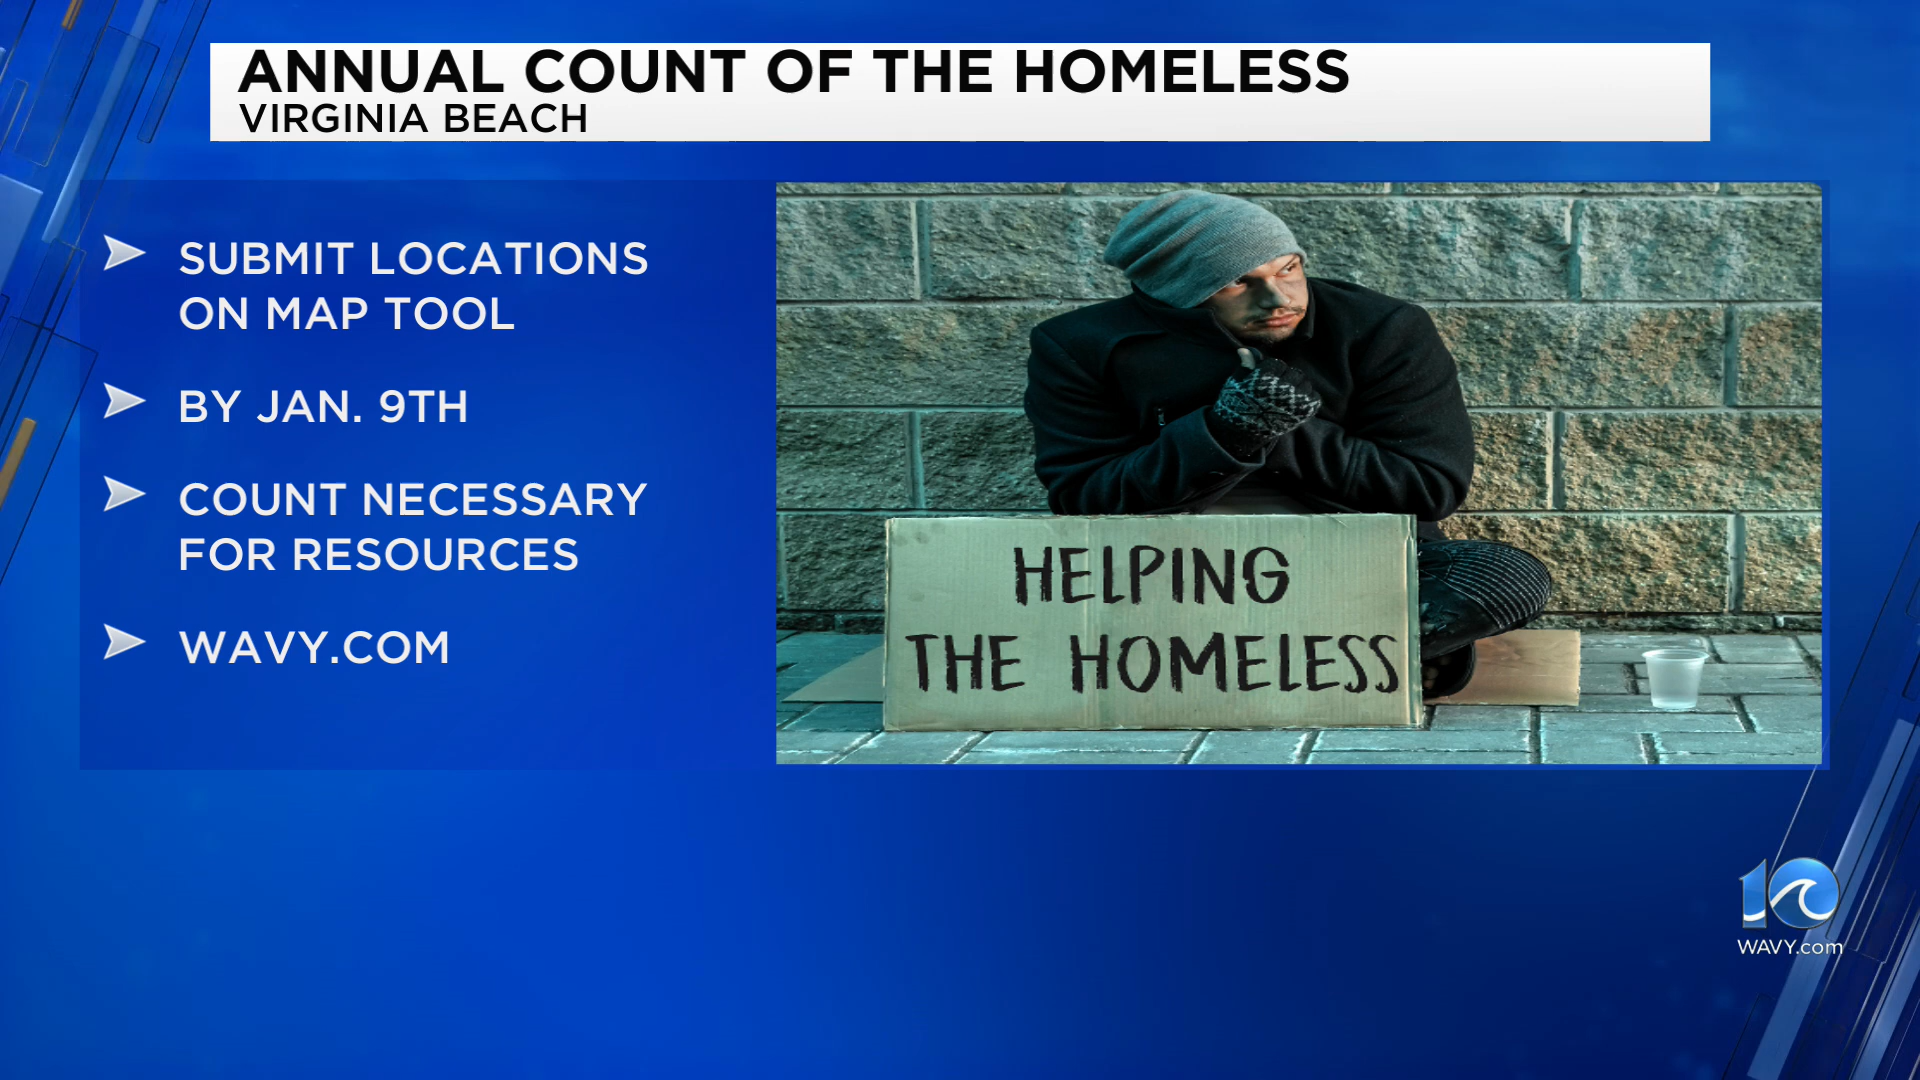 ANNUAL COUNT OF THE HOMELESS
VIRGINIA BEACH
SUBMIT LOCATIONS
ON MAP TOOL
BY JAN. 9TH
COUNT NECESSARY
FOR RESOURCES
WAVY.COM
HELPING
THE HOMELESS
10
WAVY.com